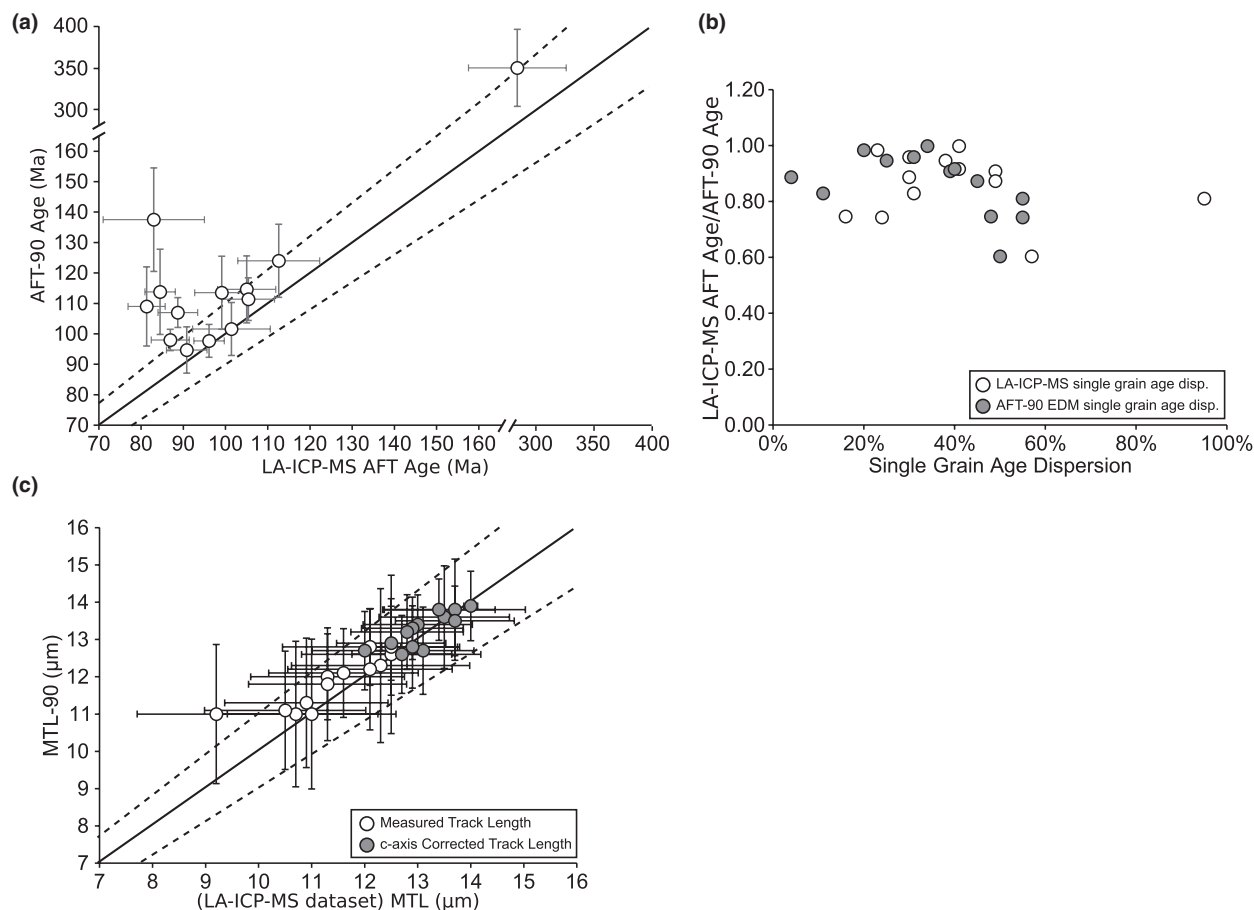 (a)
400
350
300
160
150
140
130
120
110
100
90
80
70
AFT-90 Age (Ma)
70 80 90 100 110 120 130 140 150 160 300 350 400
LA-ICP-MS AFT Age (Ma)
(b)
1.20
1.00
0.80
0.60
0.40
0.20
0.00
LA-ICP-MS AFT Age/AFT-90 Age
LA-ICP-MS single grain age disp.
AFT-90 EDM single grain age disp.
0% 20% 40% 60% 80% 100%
Single Grain Age Dispersion
(c)
16
15
14
13
12
11
10
9
8
7
MTL-90 (μm)
Measured Track Length
c-axis Corrected Track Length
7 8 9 10 11 12 13 14 15 16
(LA-ICP-MS dataset) MTL (μm)